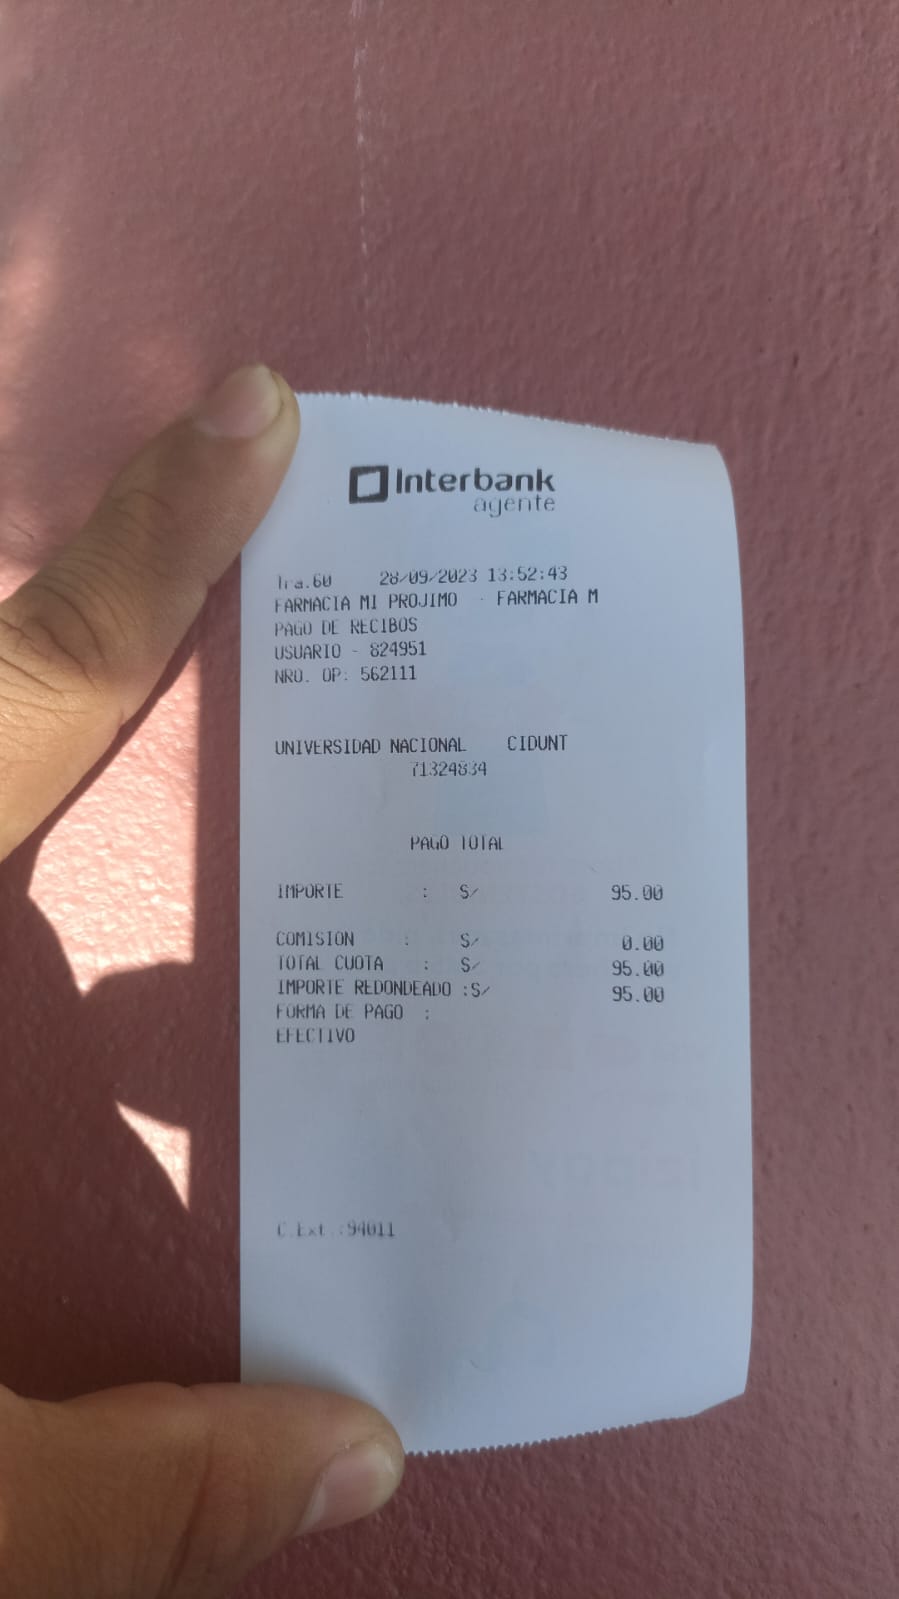 Interbank
agente
Tra.60 28/09/2023 13:52:43
FARMACIA MI PROJIMO - FARMACIA M
PAGO DE RECIBOS
USUARIO - 824951
NRO. OP: 562111
UNIVERSIDAD NACIONAL CIDUNT
71324834
PAGO TOTAL
IMPORTE : S/ 95.00
COMISION : S/ 0.00
TOTAL CUOTA : S/ 95.00
IMPORTE REDONDEADO :S/ 95.00
FORMA DE PAGO :
EFECTIVO
C.Ext.:94011